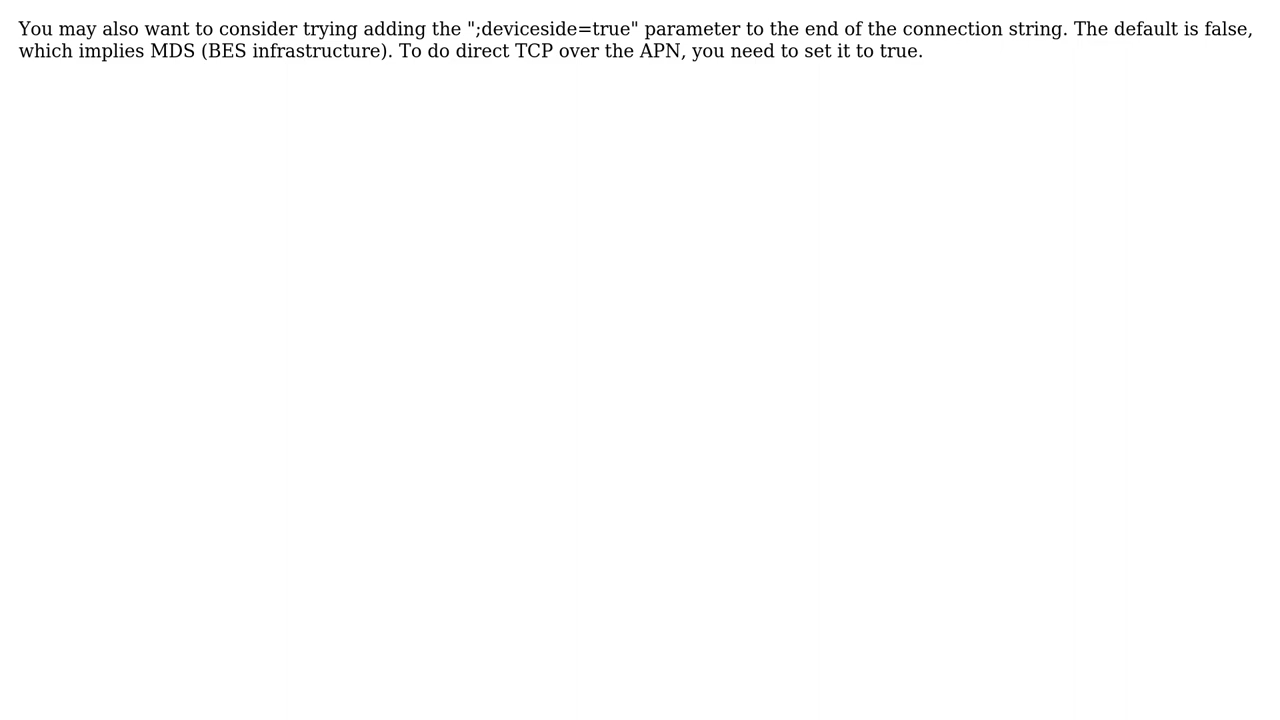 You may also want to consider trying adding the ";deviceside=true" parameter to the end of the connection string. The default is false,
which implies MDS (BES infrastructure). To do direct TCP over the APN, you need to set it to true.